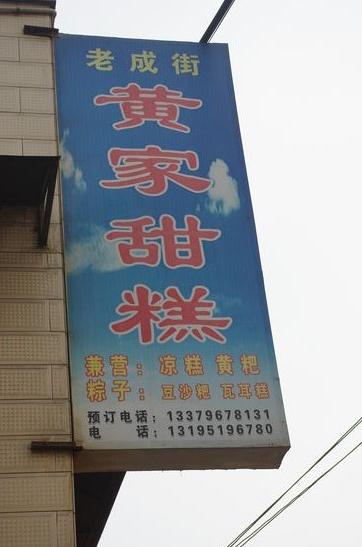 老成街
黄
家
甜
糕
兼营：凉糕 黄粑
粽子：豆沙粑 瓦耳糕
预订电话：13379678131
电话：13195196780